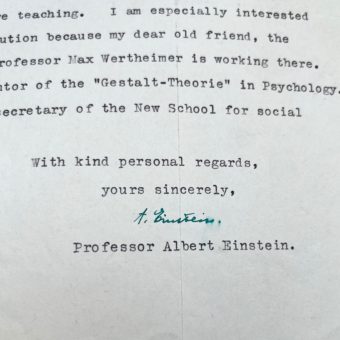 re teaching. I am especially interested
ution because my dear old friend, the
rofessor Max Wertheimer is working there.
ntor of the "Gestalt-Theorie" in Psychology.
secretary of the New School for social
With kind personal regards,
yours sincerely,
A. Einstein.
Professor Albert Einstein.